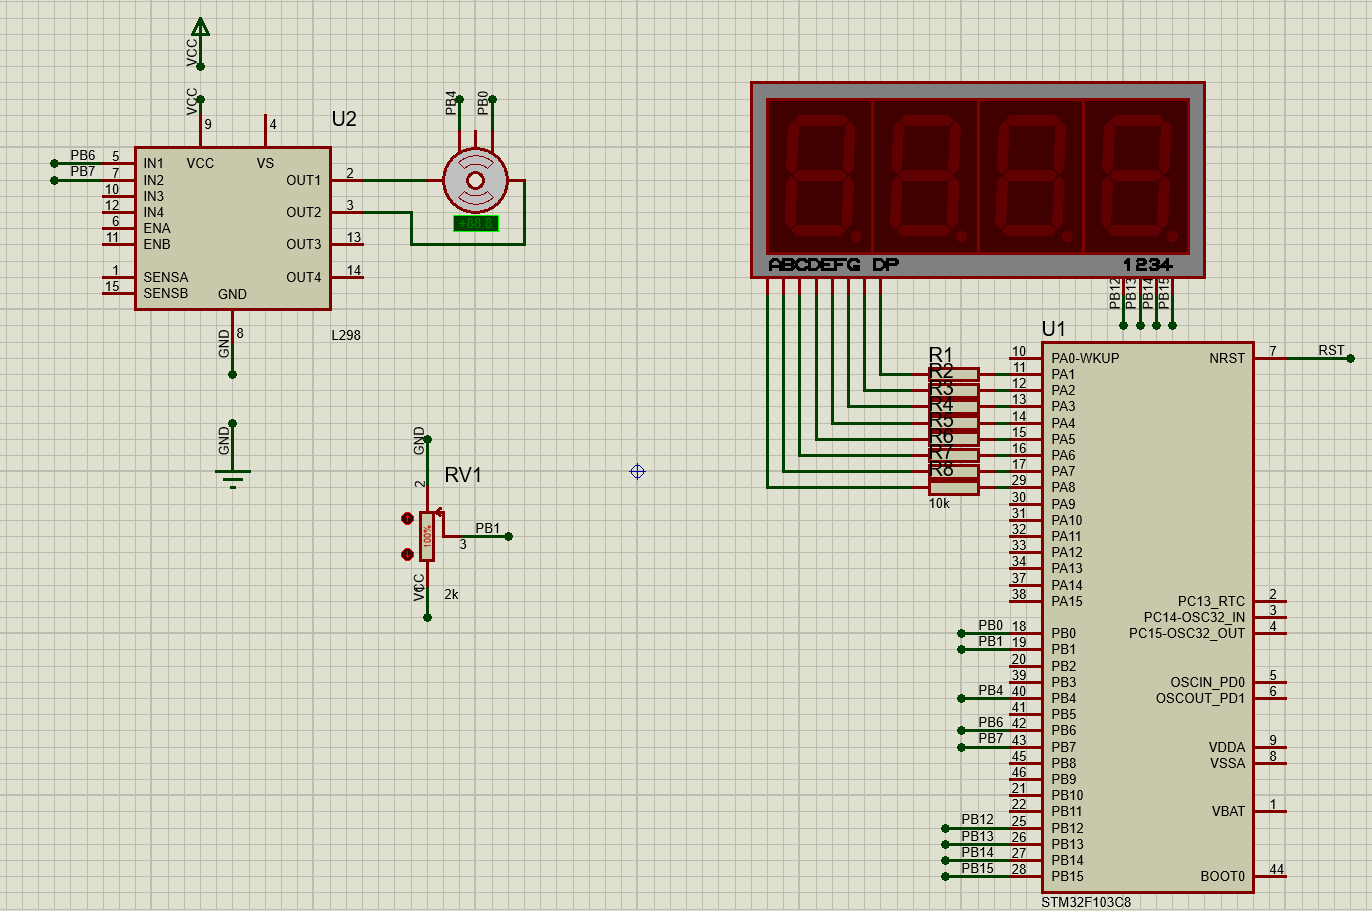 VCC
VCC
U2
9
4
PB6 5 IN1 VCC VS
PB7 7 IN2 OUT1 2
10 IN3
12 IN4 OUT2 3
6 ENA
11 ENB OUT3 13
1 SENSA OUT4 14
15 SENSB GND
8
GND
L298
GND
PB4
PB0
+88.8
GND
2
RV1
100%
PB1
3
VCC
1
2k
ABCDEFG DP 1234
PB12
PB13
PB14
PB15
R1
R2
R3
R4
R5
R6
R7
R8
10k
U1
10 PA0-WKUP NRST 7 RST
11 PA1
12 PA2
13 PA3
14 PA4
15 PA5
16 PA6
17 PA7
29 PA8
30 PA9
31 PA10
32 PA11
33 PA12
34 PA13
37 PA14
38 PA15 PC13_RTC 2
PC14-OSC32_IN 3
PB0 18 PB0 PC15-OSC32_OUT 4
PB1 19 PB1
20 PB2
39 PB3 OSCIN_PD0 5
PB4 40 PB4 OSCOUT_PD1 6
41 PB5
PB6 42 PB6
PB7 43 PB7 VDDA 9
45 PB8 VSSA 8
46 PB9
21 PB10
22 PB11 VBAT 1
PB12 25 PB12
PB13 26 PB13
PB14 27 PB14
PB15 28 PB15 BOOT0 44
STM32F103C8